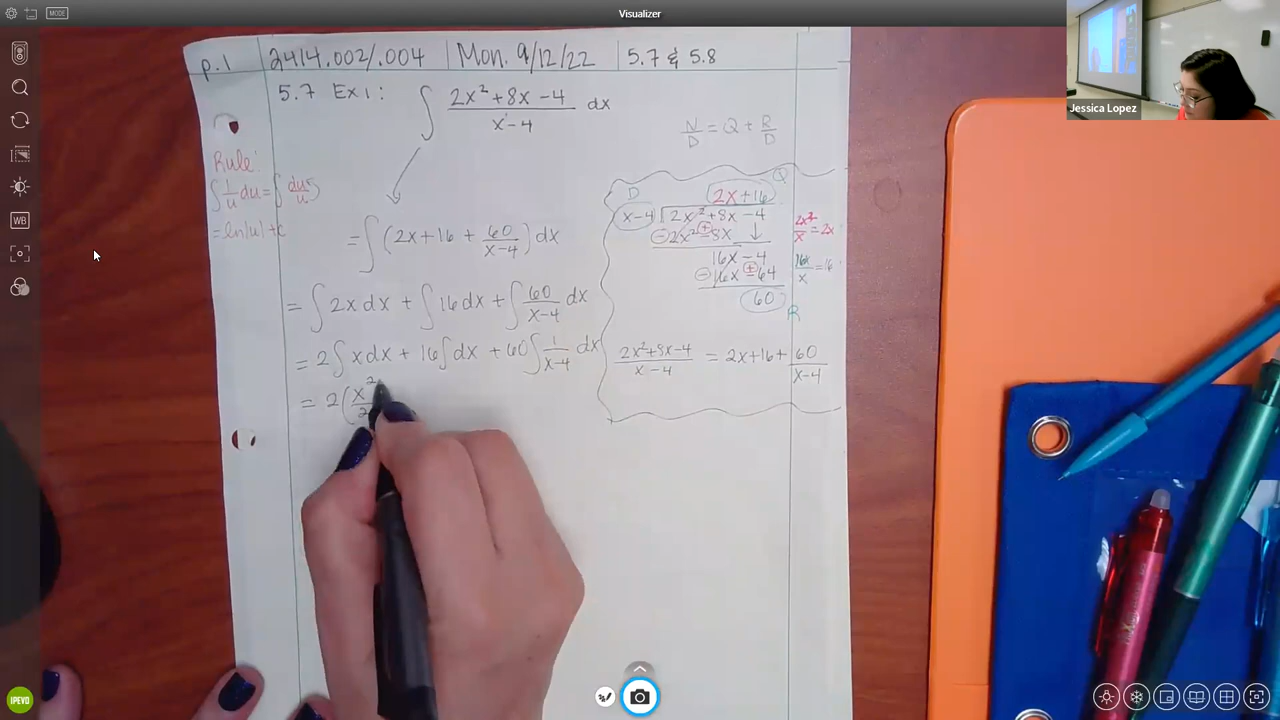 Visualizer
MODE
Jessica Lopez
p.1 2414.002/.004 Mon. 9/12/22 5.7 & 5.8
5.7 Ex 1: ∫ (2x² + 8x - 4)/(x - 4) dx
N/D = Q + R/D
Rule:
∫ 1/u du = ∫ du/u
= ln|u| + c
= ∫ (2x + 16 + 60/(x-4)) dx
= ∫ 2x dx + ∫ 16 dx + ∫ 60/(x-4) dx
= 2 ∫ x dx + 16 ∫ dx + 60 ∫ 1/(x-4) dx
= 2 (x²/2
Q
D 2x + 16
x-4 2x² + 8x - 4
2x²/x = 2x
⊖ 2x² ⊕ 8x ↓
16x - 4
16x/x = 16
⊖ 16x ⊕ 64
60
R
(2x² + 8x - 4)/(x - 4) = 2x + 16 + 60/(x-4)
WB
IPEVO